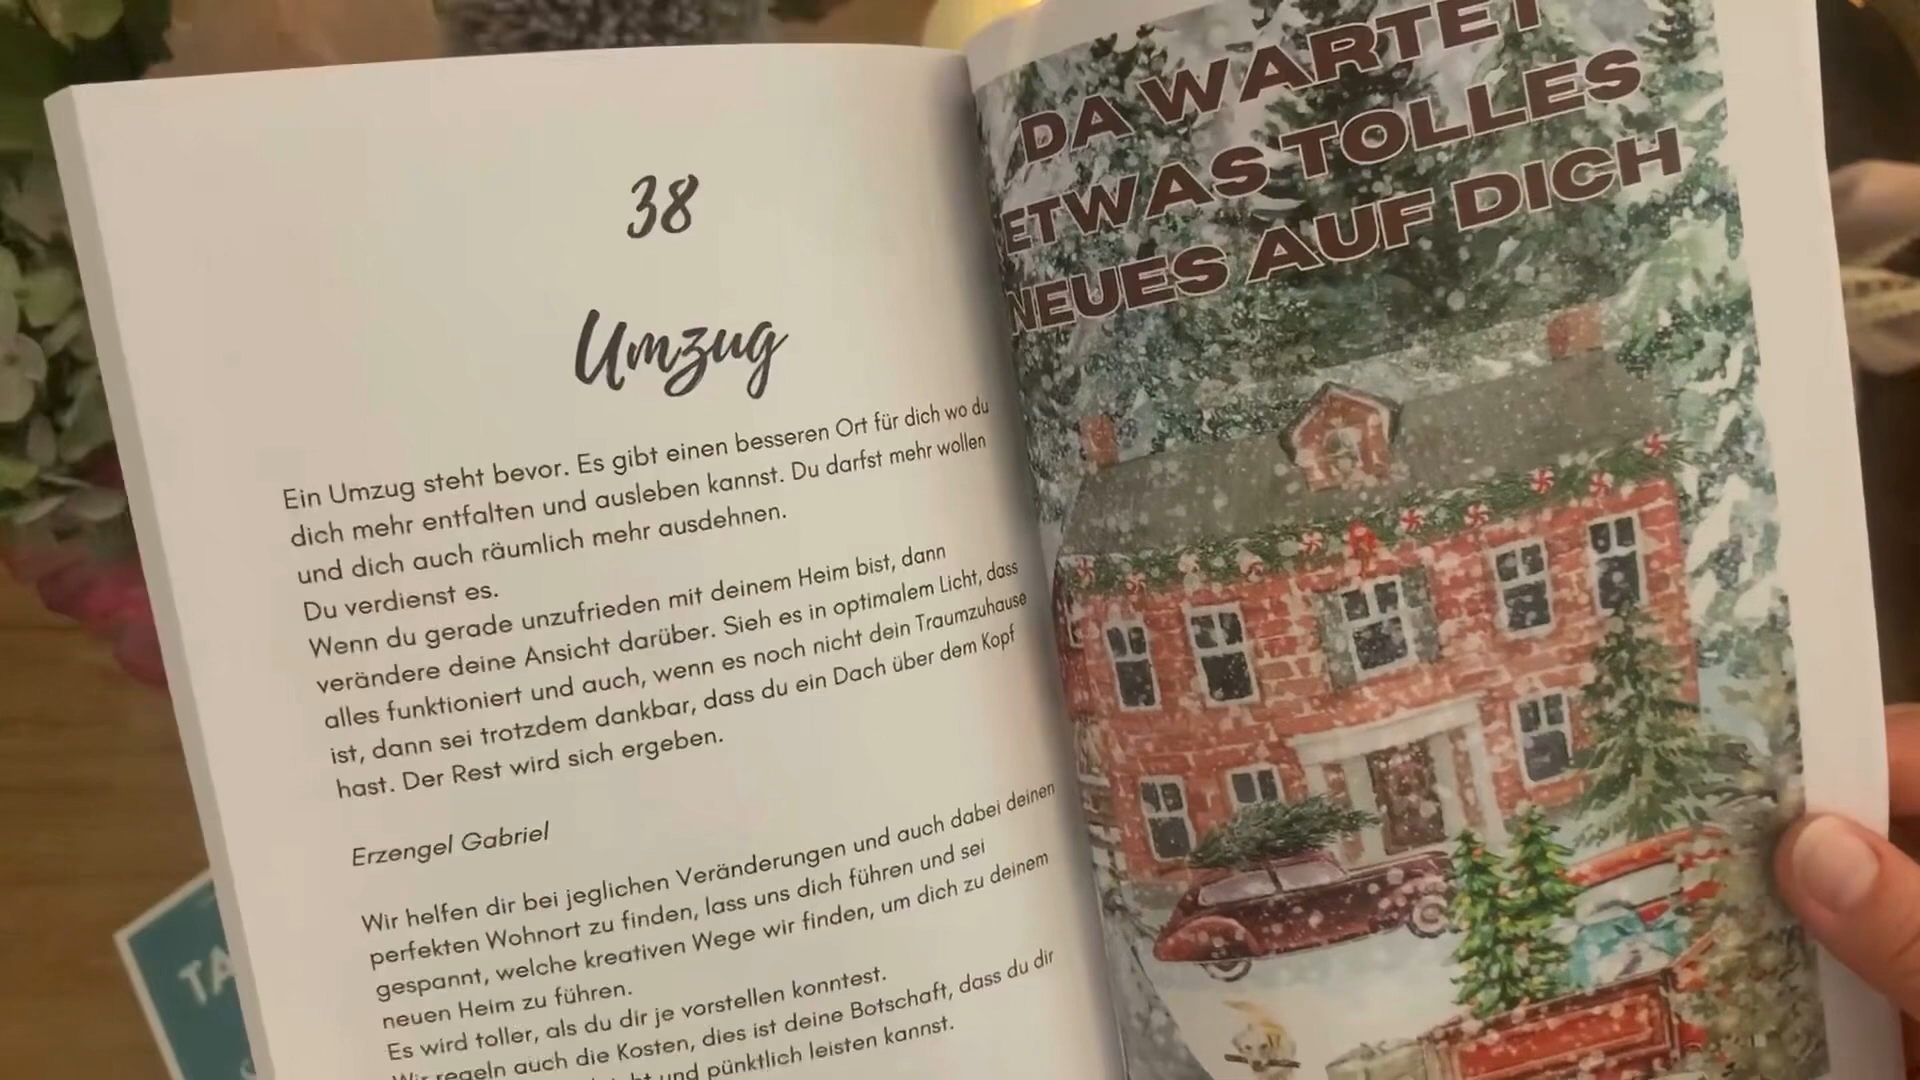 38
Umzug
Ein Umzug steht bevor. Es gibt einen besseren Ort für dich wo du
dich mehr entfalten und ausleben kannst. Du darfst mehr wollen
und dich auch räumlich mehr ausdehnen.
Du verdienst es.
Wenn du gerade unzufrieden mit deinem Heim bist, dann
verändere deine Ansicht darüber. Sieh es in optimalem Licht, dass
alles funktioniert und auch, wenn es noch nicht dein Traumzuhause
ist, dann sei trotzdem dankbar, dass du ein Dach über dem Kopf
hast. Der Rest wird sich ergeben.
Erzengel Gabriel
Wir helfen dir bei jeglichen Veränderungen und auch dabei deinen
perfekten Wohnort zu finden, lass uns dich führen und sei
gespannt, welche kreativen Wege wir finden, um dich zu deinem
neuen Heim zu führen.
Es wird toller, als du dir je vorstellen konntest.
Wir regeln auch die Kosten, dies ist deine Botschaft, dass du dir
und pünktlich leisten kannst.
DA WARTET
ETWAS TOLLES
NEUES AUF DICH
TA